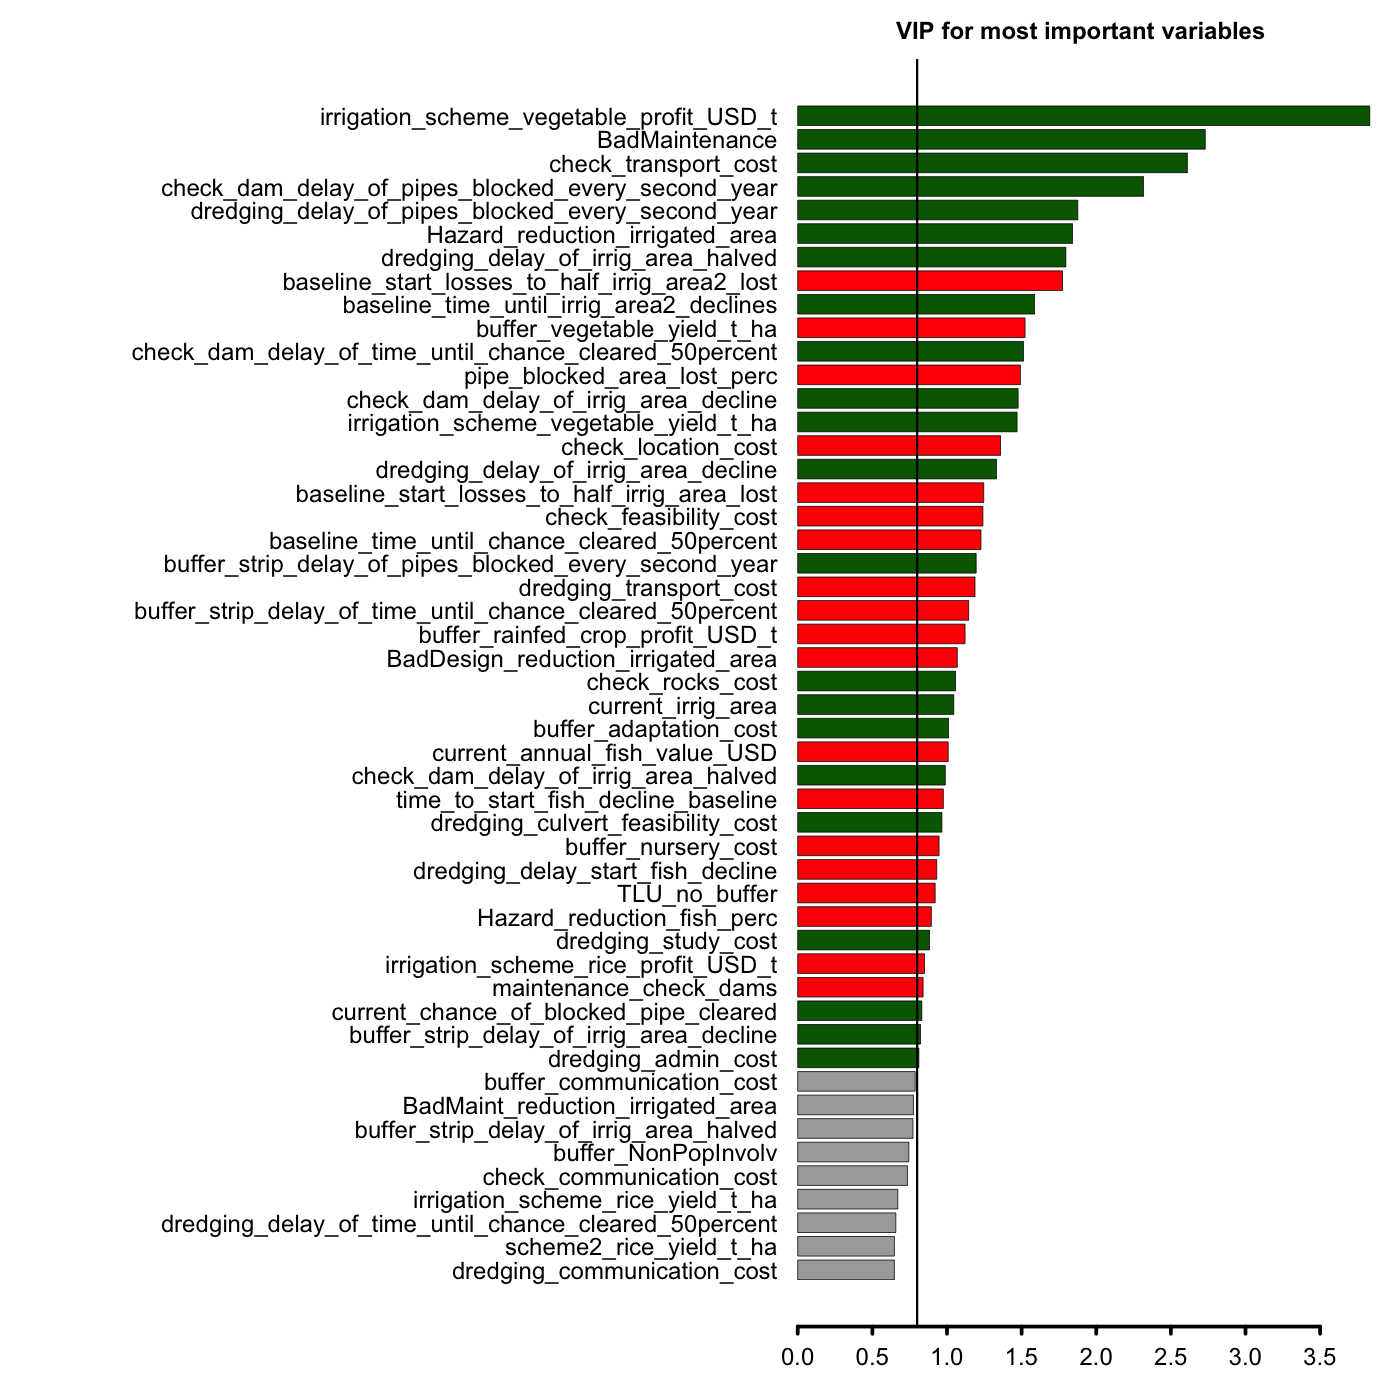 VIP for most important variables
irrigation_scheme_vegetable_profit_USD_t
BadMaintenance
check_transport_cost
check_dam_delay_of_pipes_blocked_every_second_year
dredging_delay_of_pipes_blocked_every_second_year
Hazard_reduction_irrigated_area
dredging_delay_of_irrig_area_halved
baseline_start_losses_to_half_irrig_area2_lost
baseline_time_until_irrig_area2_declines
buffer_vegetable_yield_t_ha
check_dam_delay_of_time_until_chance_cleared_50percent
pipe_blocked_area_lost_perc
check_dam_delay_of_irrig_area_decline
irrigation_scheme_vegetable_yield_t_ha
check_location_cost
dredging_delay_of_irrig_area_decline
baseline_start_losses_to_half_irrig_area_lost
check_feasibility_cost
baseline_time_until_chance_cleared_50percent
buffer_strip_delay_of_pipes_blocked_every_second_year
dredging_transport_cost
buffer_strip_delay_of_time_until_chance_cleared_50percent
buffer_rainfed_crop_profit_USD_t
BadDesign_reduction_irrigated_area
check_rocks_cost
current_irrig_area
buffer_adaptation_cost
current_annual_fish_value_USD
check_dam_delay_of_irrig_area_halved
time_to_start_fish_decline_baseline
dredging_culvert_feasibility_cost
buffer_nursery_cost
dredging_delay_start_fish_decline
TLU_no_buffer
Hazard_reduction_fish_perc
dredging_study_cost
irrigation_scheme_rice_profit_USD_t
maintenance_check_dams
current_chance_of_blocked_pipe_cleared
buffer_strip_delay_of_irrig_area_decline
dredging_admin_cost
buffer_communication_cost
BadMaint_reduction_irrigated_area
buffer_strip_delay_of_irrig_area_halved
buffer_NonPopInvolv
check_communication_cost
irrigation_scheme_rice_yield_t_ha
dredging_delay_of_time_until_chance_cleared_50percent
scheme2_rice_yield_t_ha
dredging_communication_cost
0.0 0.5 1.0 1.5 2.0 2.5 3.0 3.5